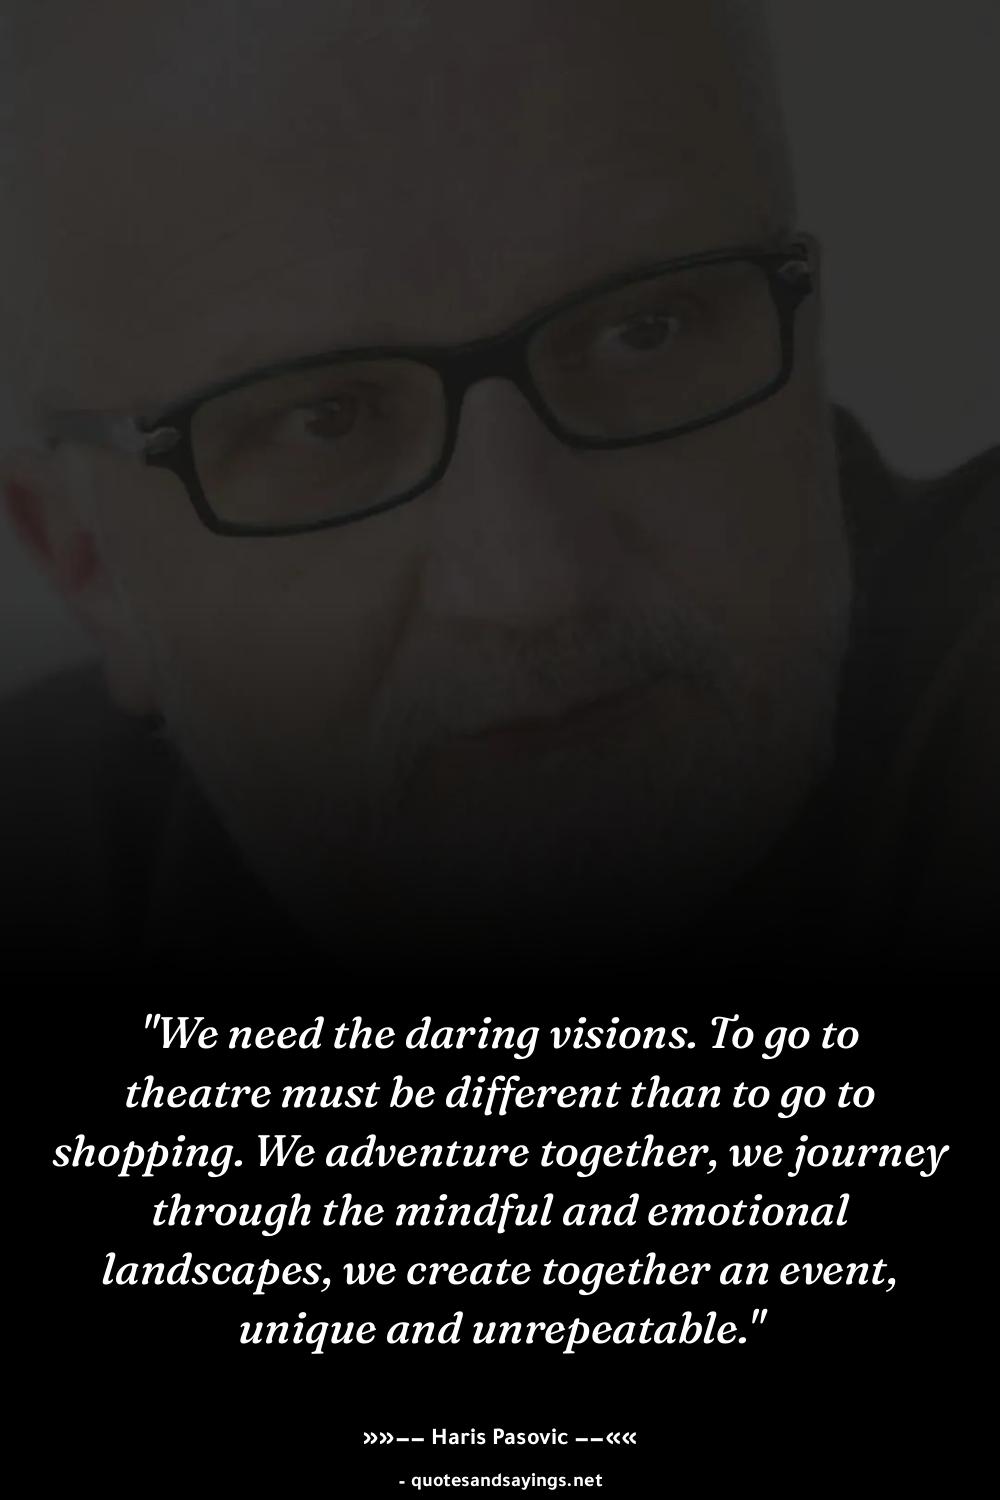 "We need the daring visions. To go to
theatre must be different than to go to
shopping. We adventure together, we journey
through the mindful and emotional
landscapes, we create together an event,
unique and unrepeatable."
»»−− Haris Pasovic −−««
- quotesandsayings.net